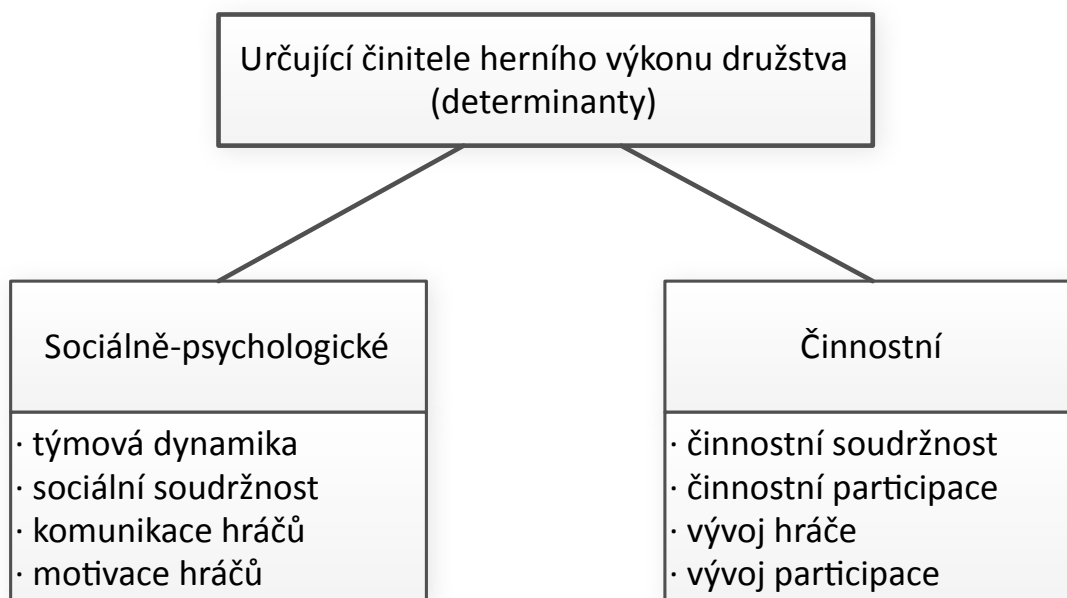 Určující činitele herního výkonu družstva
(determinanty)
Sociálně-psychologické
· týmová dynamika
· sociální soudržnost
· komunikace hráčů
· motivace hráčů
Činnostní
· činnostní soudržnost
· činnostní participace
· vývoj hráče
· vývoj participace